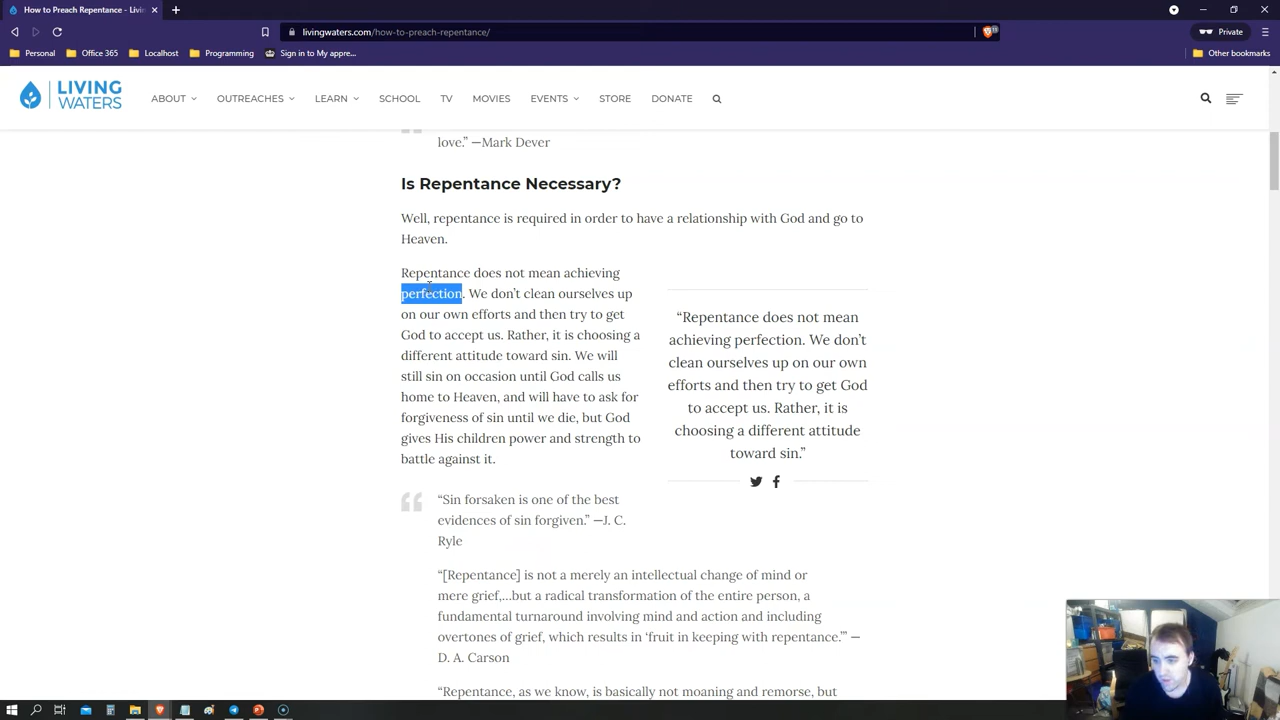 How to Preach Repentance - Livi
livingwaters.com/how-to-preach-repentance/
Private
Personal
Office 365
Localhost
Programming
Sign in to My appre...
Other bookmarks
LIVING
WATERS
ABOUT
OUTREACHES
LEARN
SCHOOL
TV
MOVIES
EVENTS
STORE
DONATE
love.” —Mark Dever
Is Repentance Necessary?
Well, repentance is required in order to have a relationship with God and go to
Heaven.
Repentance does not mean achieving
perfection. We don’t clean ourselves up
on our own efforts and then try to get
God to accept us. Rather, it is choosing a
different attitude toward sin. We will
still sin on occasion until God calls us
home to Heaven, and will have to ask for
forgiveness of sin until we die, but God
gives His children power and strength to
battle against it.
“Repentance does not mean
achieving perfection. We don’t
clean ourselves up on our own
efforts and then try to get God
to accept us. Rather, it is
choosing a different attitude
toward sin.”
“Sin forsaken is one of the best
evidences of sin forgiven.” —J. C.
Ryle
“[Repentance] is not a merely an intellectual change of mind or
mere grief,…but a radical transformation of the entire person, a
fundamental turnaround involving mind and action and including
overtones of grief, which results in ‘fruit in keeping with repentance.’” —
D. A. Carson
“Repentance, as we know, is basically not moaning and remorse, but